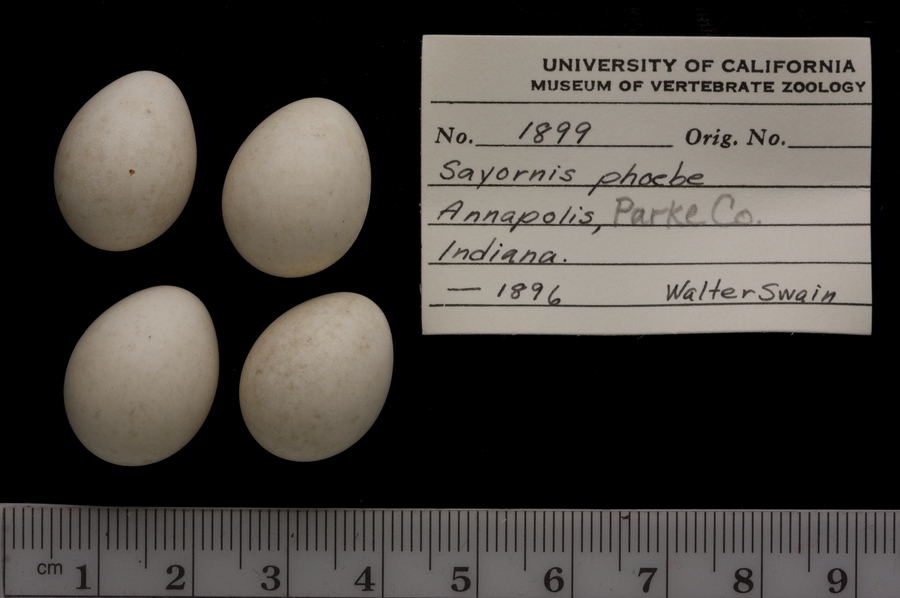 UNIVERSITY OF CALIFORNIA
MUSEUM OF VERTEBRATE ZOOLOGY
No. 1899 Orig. No.
Sayornis phoebe
Annapolis, Parke Co.
Indiana.
— 1896 Walter Swain
cm 1 2 3 4 5 6 7 8 9